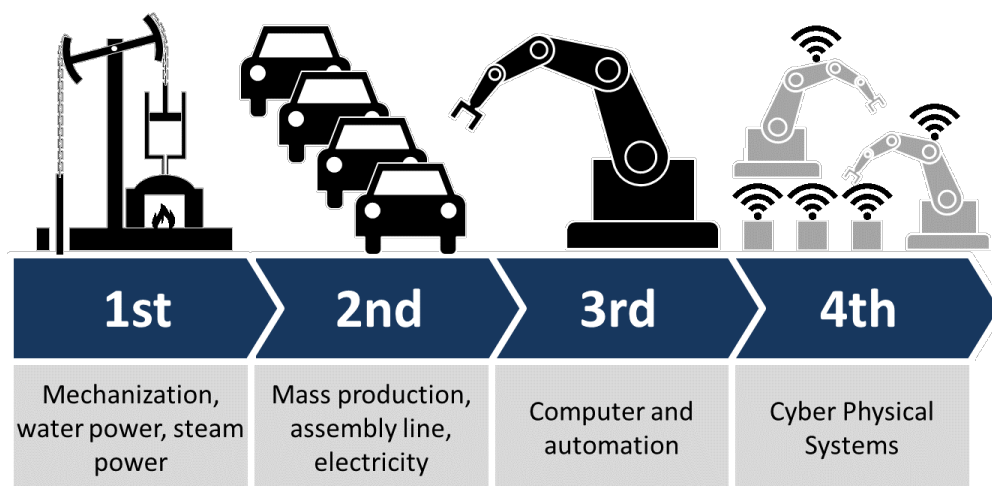 1st
2nd
3rd
4th
Mechanization,
water power, steam
power
Mass production,
assembly line,
electricity
Computer and
automation
Cyber Physical
Systems